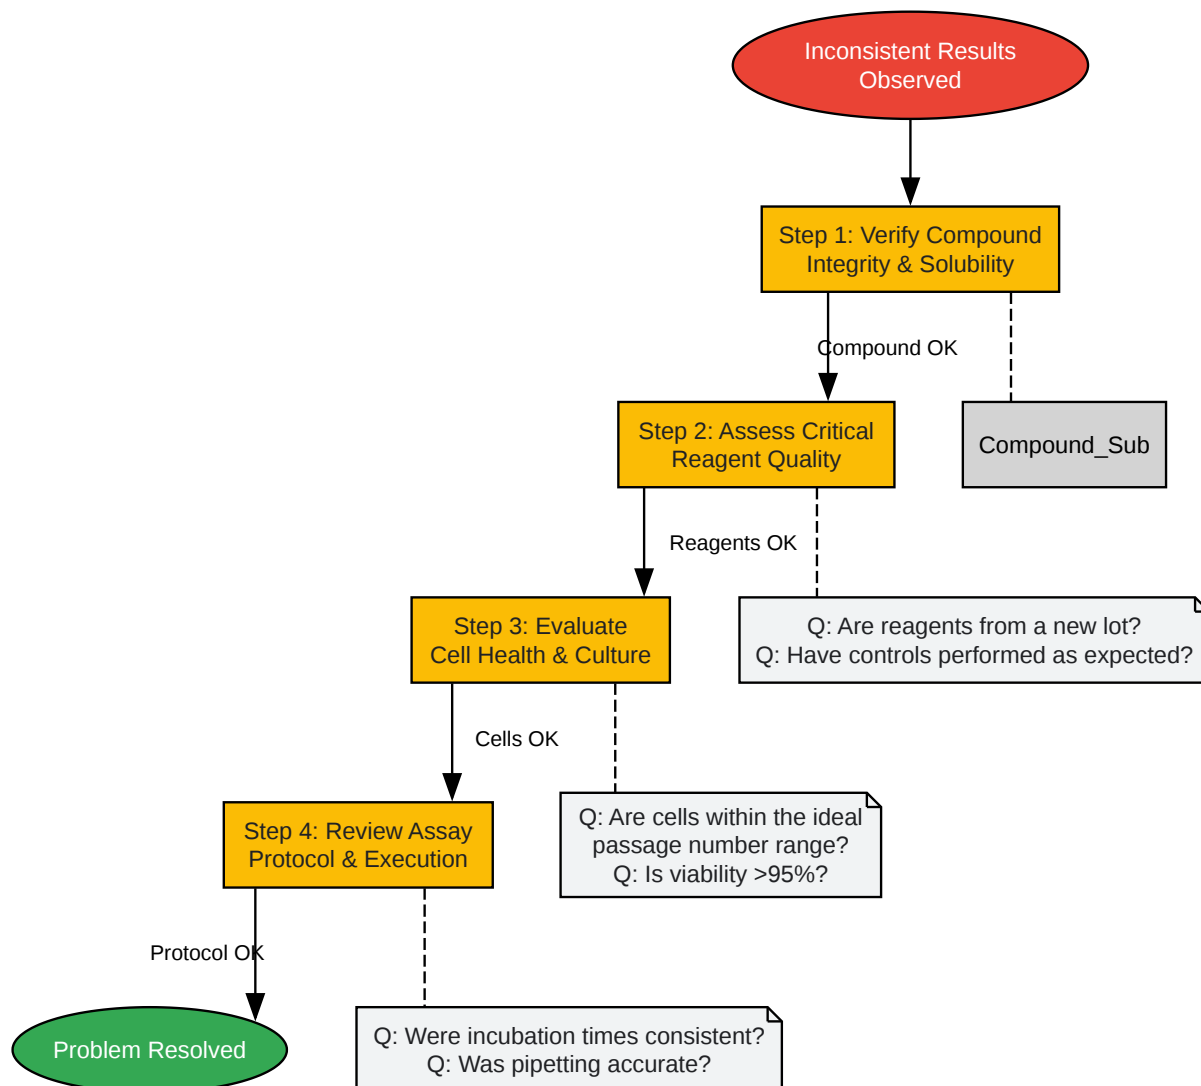 Inconsistent Results
Observed
Step 1: Verify Compound
Integrity & Solubility
Compound OK
Step 2: Assess Critical
Reagent Quality
Compound_Sub
Reagents OK
Step 3: Evaluate
Cell Health & Culture
Q: Are reagents from a new lot?
Q: Have controls performed as expected?
Cells OK
Step 4: Review Assay
Protocol & Execution
Q: Are cells within the ideal
passage number range?
Q: Is viability >95%?
Protocol OK
Problem Resolved
Q: Were incubation times consistent?
Q: Was pipetting accurate?